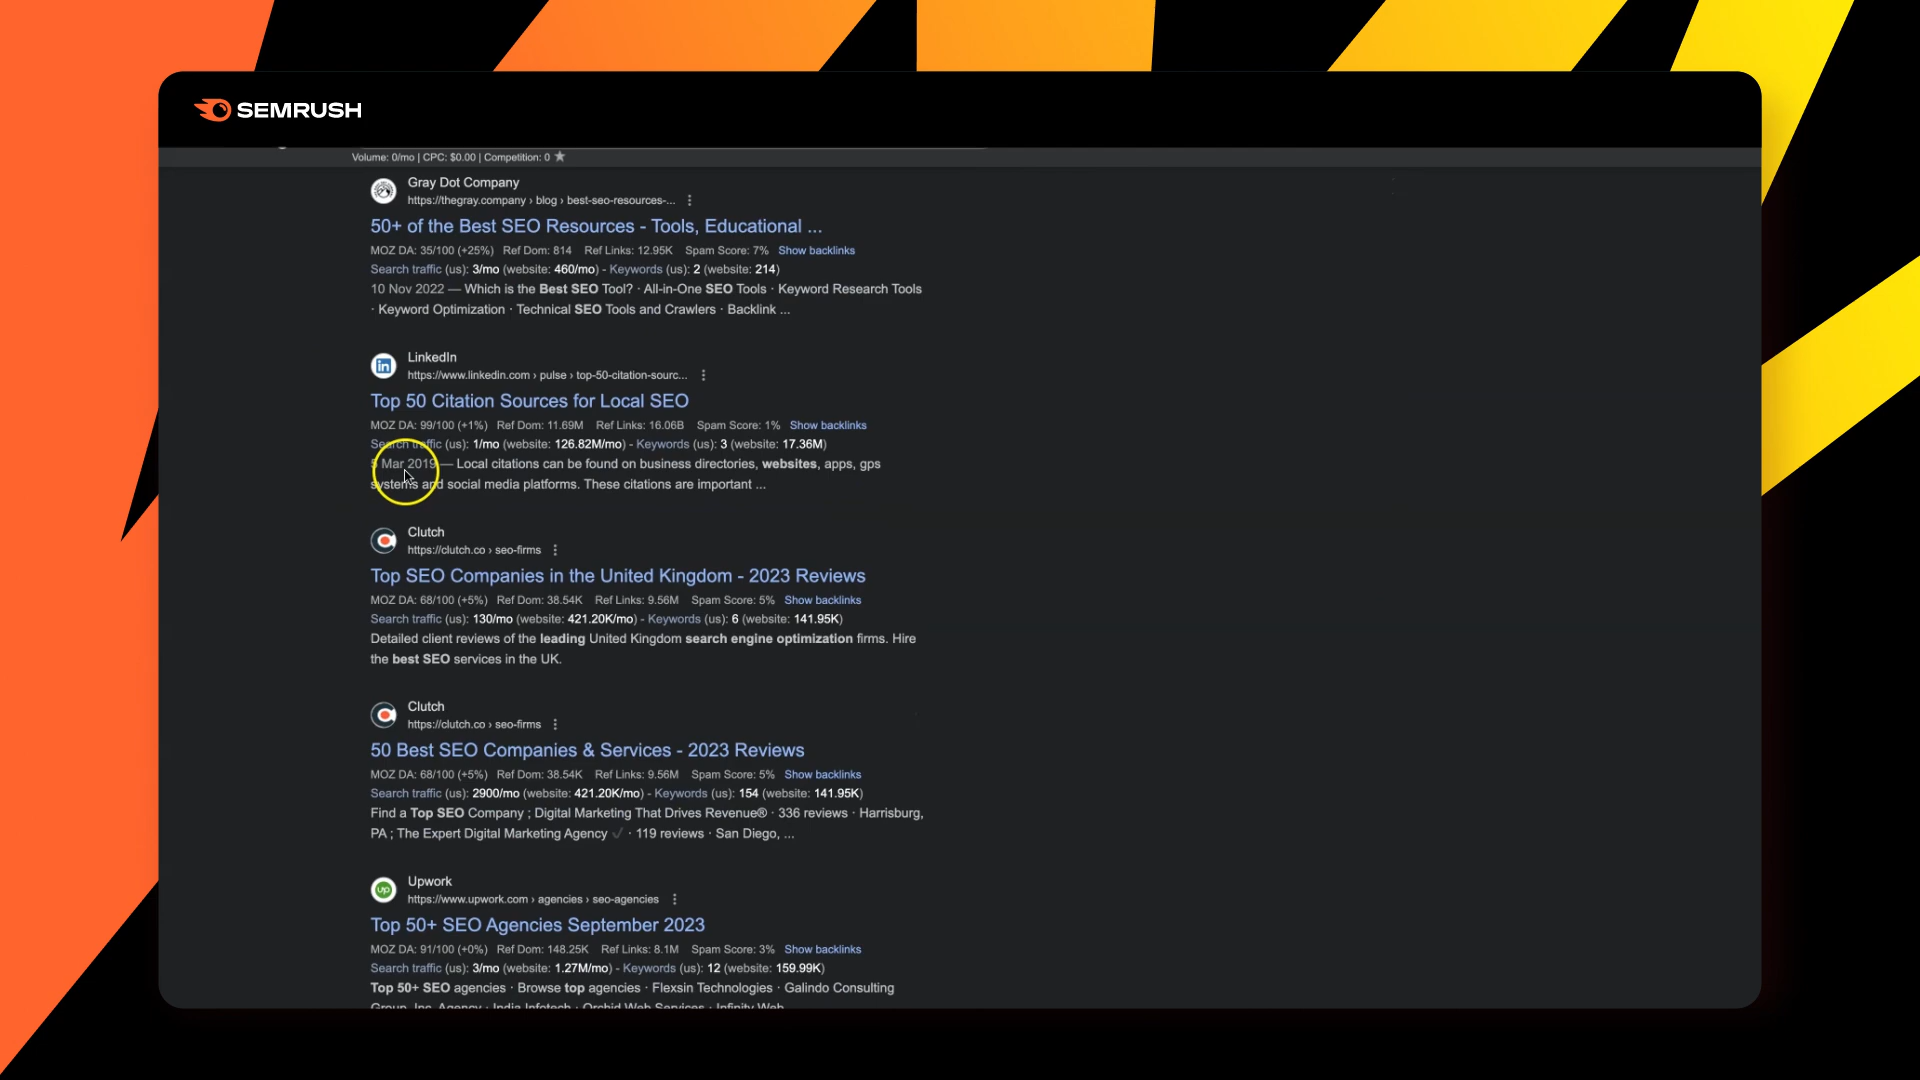 SEMRUSH
Volume: 0/mo | CPC: $0.00 | Competition: 0 ★
Gray Dot Company
https://thegray.company › blog › best-seo-resources-...
50+ of the Best SEO Resources - Tools, Educational ...
MOZ DA: 35/100 (+25%) Ref Dom: 814 Ref Links: 12.95K Spam Score: 7% Show backlinks
Search traffic (us): 3/mo (website: 460/mo) - Keywords (us): 2 (website: 214)
10 Nov 2022 — Which is the Best SEO Tool? · All-in-One SEO Tools · Keyword Research Tools
· Keyword Optimization · Technical SEO Tools and Crawlers · Backlink ...
LinkedIn
https://www.linkedin.com › pulse › top-50-citation-sourc...
Top 50 Citation Sources for Local SEO
MOZ DA: 99/100 (+1%) Ref Dom: 11.69M Ref Links: 16.06B Spam Score: 1% Show backlinks
Search traffic (us): 1/mo (website: 126.82M/mo) - Keywords (us): 3 (website: 17.36M)
5 Mar 2019 — Local citations can be found on business directories, websites, apps, gps
systems and social media platforms. These citations are important ...
Clutch
https://clutch.co › seo-firms
Top SEO Companies in the United Kingdom - 2023 Reviews
MOZ DA: 68/100 (+5%) Ref Dom: 38.54K Ref Links: 9.56M Spam Score: 5% Show backlinks
Search traffic (us): 130/mo (website: 421.20K/mo) - Keywords (us): 6 (website: 141.95K)
Detailed client reviews of the leading United Kingdom search engine optimization firms. Hire
the best SEO services in the UK.
Clutch
https://clutch.co › seo-firms
50 Best SEO Companies & Services - 2023 Reviews
MOZ DA: 68/100 (+5%) Ref Dom: 38.54K Ref Links: 9.56M Spam Score: 5% Show backlinks
Search traffic (us): 2900/mo (website: 421.20K/mo) - Keywords (us): 154 (website: 141.95K)
Find a Top SEO Company ; Digital Marketing That Drives Revenue® · 336 reviews · Harrisburg,
PA ; The Expert Digital Marketing Agency ✓ · 119 reviews · San Diego, ...
Upwork
https://www.upwork.com › agencies › seo-agencies
Top 50+ SEO Agencies September 2023
MOZ DA: 91/100 (+0%) Ref Dom: 148.25K Ref Links: 8.1M Spam Score: 3% Show backlinks
Search traffic (us): 3/mo (website: 1.27M/mo) - Keywords (us): 12 (website: 159.99K)
Top 50+ SEO agencies · Browse top agencies · Flexsin Technologies · Galindo Consulting
Group, Inc. Agency · India Infotech · Orchid Web Services · Infinity Web